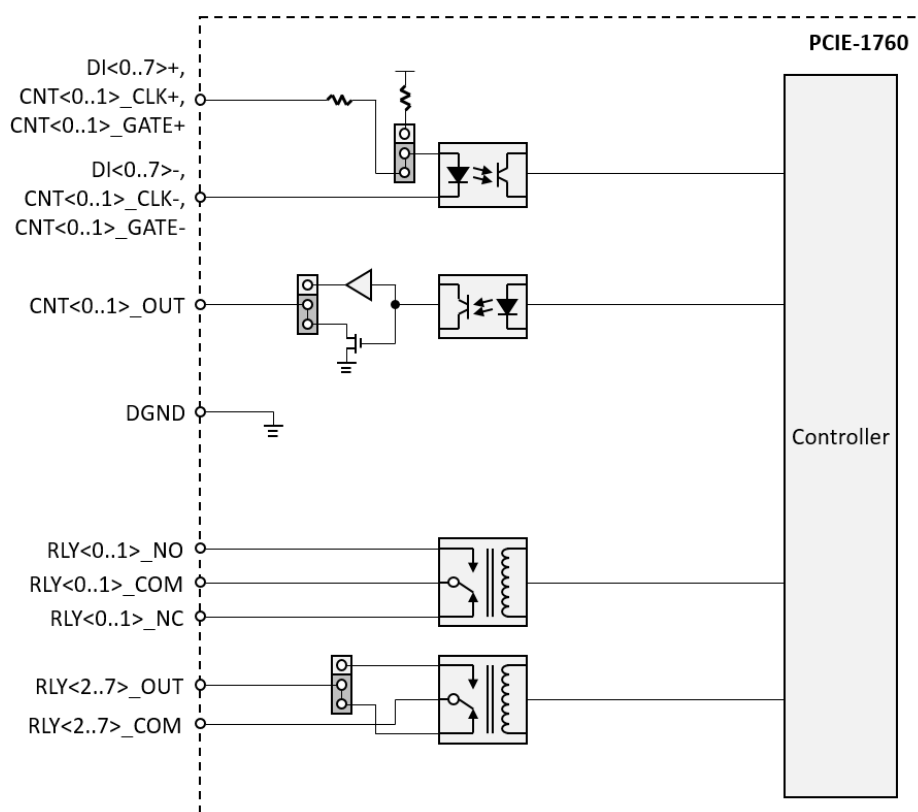 PCIE-1760
DI<0..7>+,
CNT<0..1>_CLK+,
CNT<0..1>_GATE+
DI<0..7>-,
CNT<0..1>_CLK-,
CNT<0..1>_GATE-
CNT<0..1>_OUT
DGND
Controller
RLY<0..1>_NO
RLY<0..1>_COM
RLY<0..1>_NC
RLY<2..7>_OUT
RLY<2..7>_COM